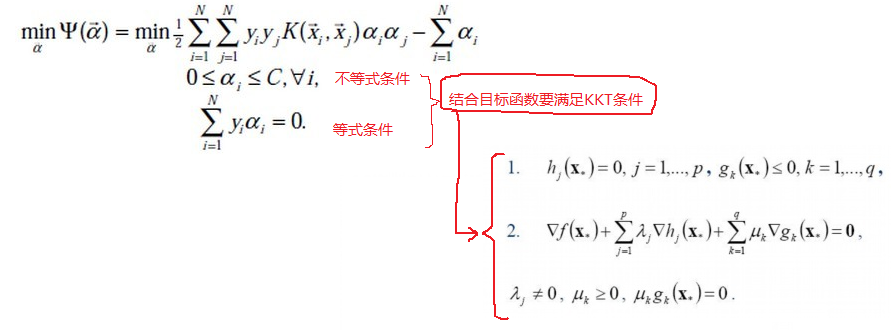 min_α Ψ(α⃗) = min_α ½ ∑_{i=1}^{N} ∑_{j=1}^{N} y_i y_j K(x⃗_i, x⃗_j) α_i α_j − ∑_{i=1}^{N} α_i
0 ≤ α_i ≤ C, ∀i, 不等式条件
∑_{i=1}^{N} y_i α_i = 0. 等式条件
结合目标函数要满足KKT条件
1. h_j(x_*) = 0, j = 1,..., p , g_k(x_*) ≤ 0, k = 1,..., q ,
2. ∇f(x_*) + ∑_{j=1}^{p} λ_j ∇h_j(x_*) + ∑_{k=1}^{q} μ_k ∇g_k(x_*) = 0 ,
λ_j ≠ 0 , μ_k ≥ 0 , μ_k g_k(x_*) = 0 .